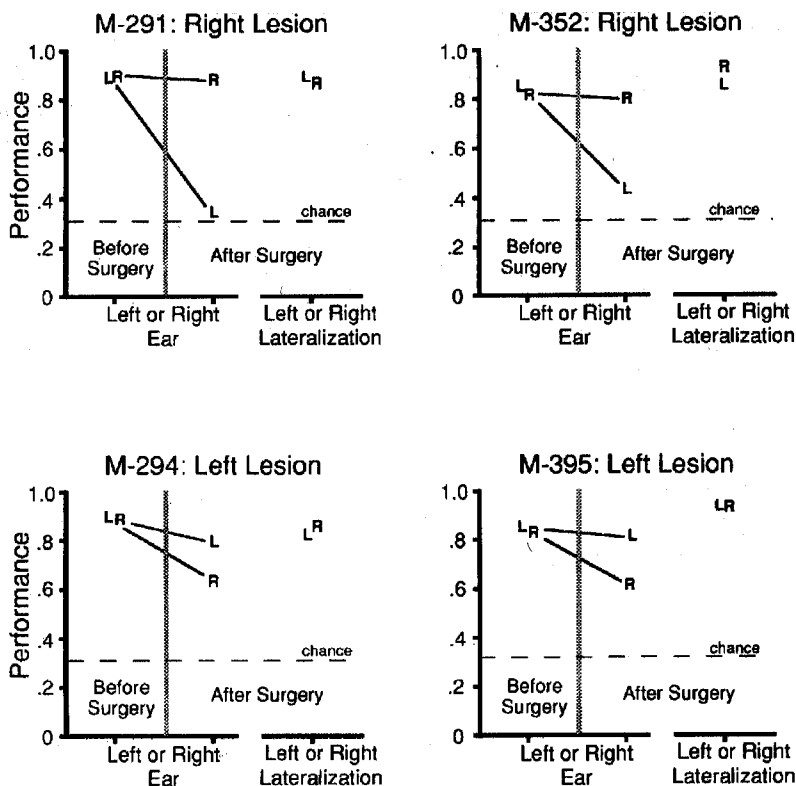 M-291: Right Lesion
1.0
.8
.6
.4
.2
0
Performance
L R
R
L
L
R
chance
Before
Surgery
After Surgery
Left or Right
Ear
Left or Right
Lateralization
M-352: Right Lesion
1.0
.8
.6
.4
.2
0
L
R
R
L
R
L
chance
Before
Surgery
After Surgery
Left or Right
Ear
Left or Right
Lateralization
M-294: Left Lesion
1.0
.8
.6
.4
.2
0
Performance
L R
L
R
R
L
chance
Before
Surgery
After Surgery
Left or Right
Ear
Left or Right
Lateralization
M-395: Left Lesion
1.0
.8
.6
.4
.2
0
L
R
L
R
LR
chance
Before
Surgery
After Surgery
Left or Right
Ear
Left or Right
Lateralization